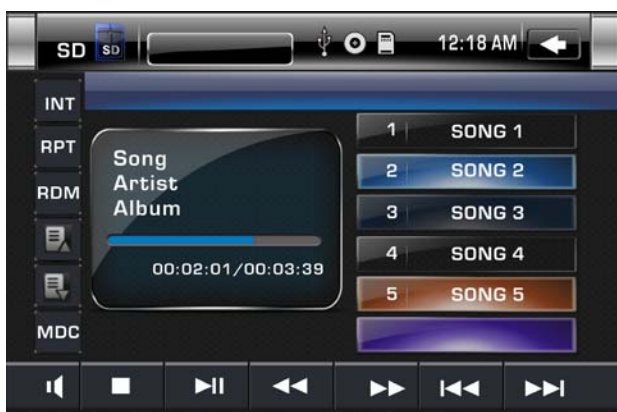 SD SD 12:18 AM
INT
RPT
RDM
MDC
Song
Artist
Album
00:02:01/00:03:39
1 SONG 1
2 SONG 2
3 SONG 3
4 SONG 4
5 SONG 5